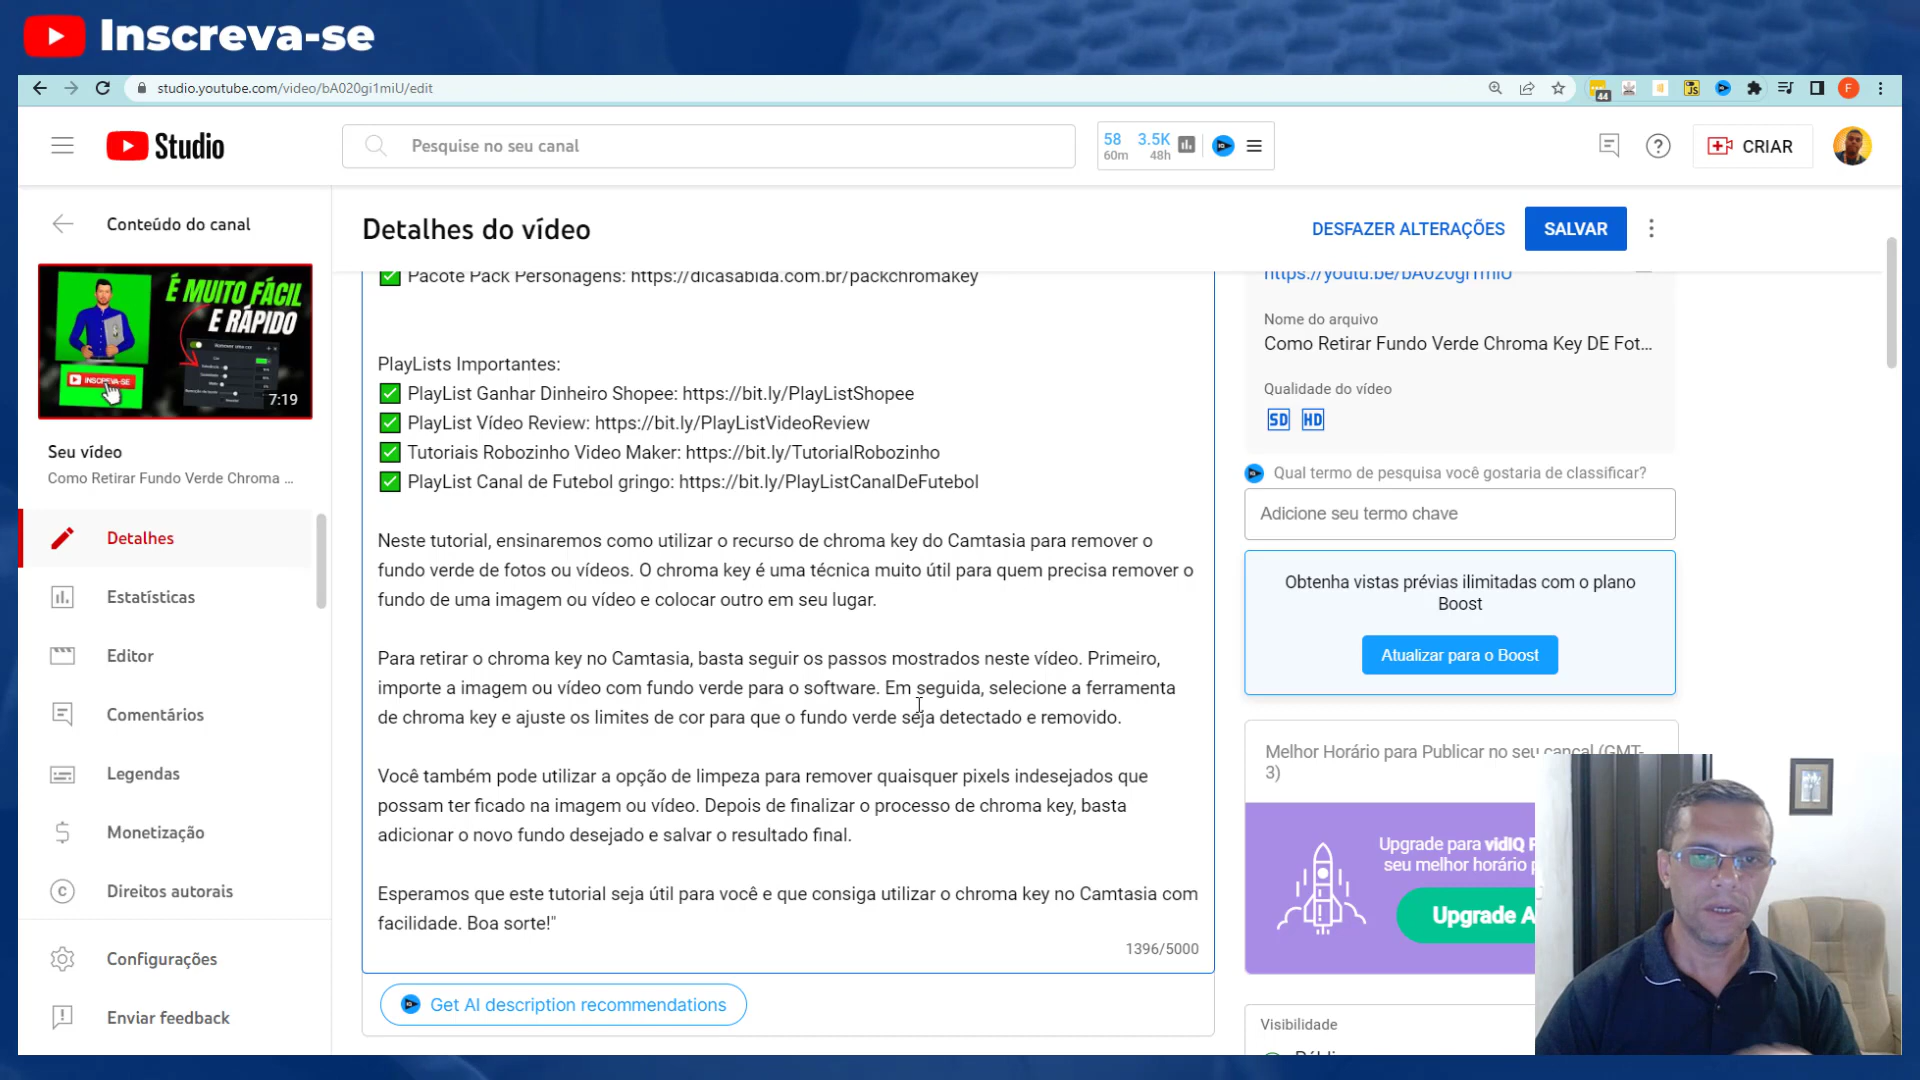 Inscreva-se
studio.youtube.com/video/bA020gi1miU/edit
44
JS
F
Studio
Pesquise no seu canal
58 3.5K
60m 48h
CRIAR
Conteúdo do canal
É MUITO FÁCIL
E RÁPIDO
INSCREVA-SE
7:19
Seu vídeo
Como Retirar Fundo Verde Chroma ...
Detalhes
Estatísticas
Editor
Comentários
Legendas
Monetização
Direitos autorais
Configurações
Enviar feedback
Detalhes do vídeo
DESFAZER ALTERAÇÕES
SALVAR
Pacote Pack Personagens: https://dicasabida.com.br/packchromakey
PlayLists Importantes:
✅ PlayList Ganhar Dinheiro Shopee: https://bit.ly/PlayListShopee
✅ PlayList Vídeo Review: https://bit.ly/PlayListVideoReview
✅ Tutoriais Robozinho Video Maker: https://bit.ly/TutorialRobozinho
✅ PlayList Canal de Futebol gringo: https://bit.ly/PlayListCanalDeFutebol
Neste tutorial, ensinaremos como utilizar o recurso de chroma key do Camtasia para remover o
fundo verde de fotos ou vídeos. O chroma key é uma técnica muito útil para quem precisa remover o
fundo de uma imagem ou vídeo e colocar outro em seu lugar.
Para retirar o chroma key no Camtasia, basta seguir os passos mostrados neste vídeo. Primeiro,
importe a imagem ou vídeo com fundo verde para o software. Em seguida, selecione a ferramenta
de chroma key e ajuste os limites de cor para que o fundo verde seja detectado e removido.
Você também pode utilizar a opção de limpeza para remover quaisquer pixels indesejados que
possam ter ficado na imagem ou vídeo. Depois de finalizar o processo de chroma key, basta
adicionar o novo fundo desejado e salvar o resultado final.
Esperamos que este tutorial seja útil para você e que consiga utilizar o chroma key no Camtasia com
facilidade. Boa sorte!"
1396/5000
Get AI description recommendations
https://youtu.be/bA020gi1miU
Nome do arquivo
Como Retirar Fundo Verde Chroma Key DE Fot...
Qualidade do vídeo
SD HD
Qual termo de pesquisa você gostaria de classificar?
Adicione seu termo chave
Obtenha vistas prévias ilimitadas com o plano
Boost
Atualizar para o Boost
Melhor Horário para Publicar no seu cançal (GMT-
3)
Upgrade para vidIQ
seu melhor horário
Upgrade
Visibilidade